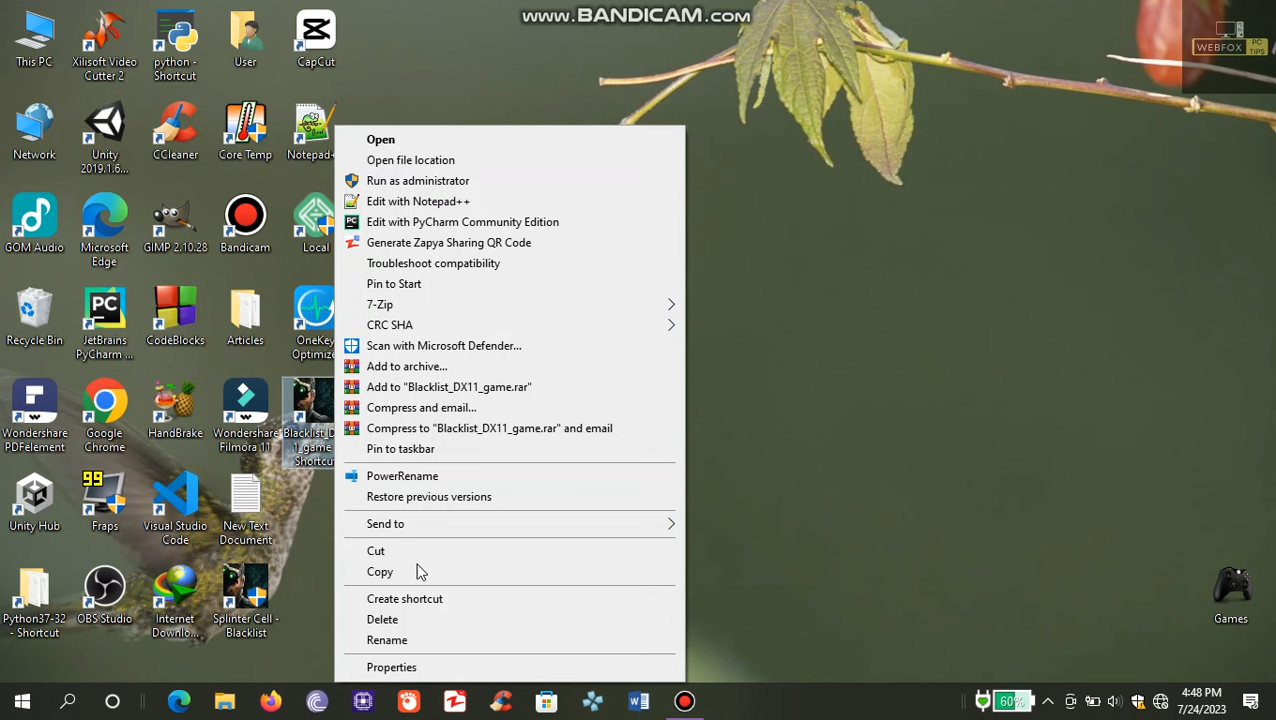 www.BANDICAM.com
WEBFOX PC TIPS
This PC
Xilisoft Video
Cutter 2
python -
Shortcut
User
CapCut
Network
Unity
2019.1.6...
CCleaner
Core Temp
Notepad+
GOM Audio
Microsoft
Edge
GIMP 2.10.28
Bandicam
Local
Recycle Bin
JetBrains
PyCharm ...
CodeBlocks
Articles
OneKey
Optimize
Wondershare
PDFelement
Google
Chrome
HandBrake
Wondershare
Filmora 11
Blacklist_D
1_game
Shortcu
Unity Hub
99
Fraps
Visual Studio
Code
New Text
Document
Python37-32
- Shortcut
OBS Studio
Internet
Downlo...
Splinter Cell -
Blacklist
Open
Open file location
Run as administrator
Edit with Notepad++
PC
Edit with PyCharm Community Edition
Generate Zapya Sharing QR Code
Troubleshoot compatibility
Pin to Start
7-Zip
CRC SHA
Scan with Microsoft Defender...
Add to archive...
Add to "Blacklist_DX11_game.rar"
Compress and email...
Compress to "Blacklist_DX11_game.rar" and email
Pin to taskbar
PowerRename
Restore previous versions
Send to
Cut
Copy
Create shortcut
Delete
Rename
Properties
Games
60%
4:48 PM
7/24/2023